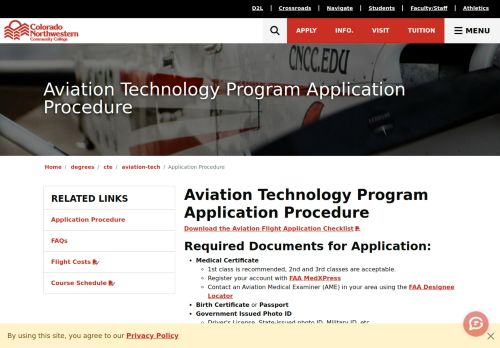 D2L | Crossroads | Navigate | Students | Faculty/Staff | Athletics
Colorado
Northwestern
Community College
APPLY INFO. VISIT TUITION MENU
CNCC.EDU
Aviation Technology Program Application
Procedure
Home / degrees / cte / aviation-tech / Application Procedure
RELATED LINKS
Application Procedure
FAQs
Flight Costs
Course Schedule
Aviation Technology Program
Application Procedure
Download the Aviation Flight Application Checklist
Required Documents for Application:
• Medical Certificate
◦ 1st class is recommended, 2nd and 3rd classes are acceptable.
◦ Register your account with FAA MedXPress
◦ Contact an Aviation Medical Examiner (AME) in your area using the FAA Designee
Locator
• Birth Certificate or Passport
• Government Issued Photo ID
◦ Driver's License, State-issued photo ID, Military ID, etc.
By using this site, you agree to our Privacy Policy
×